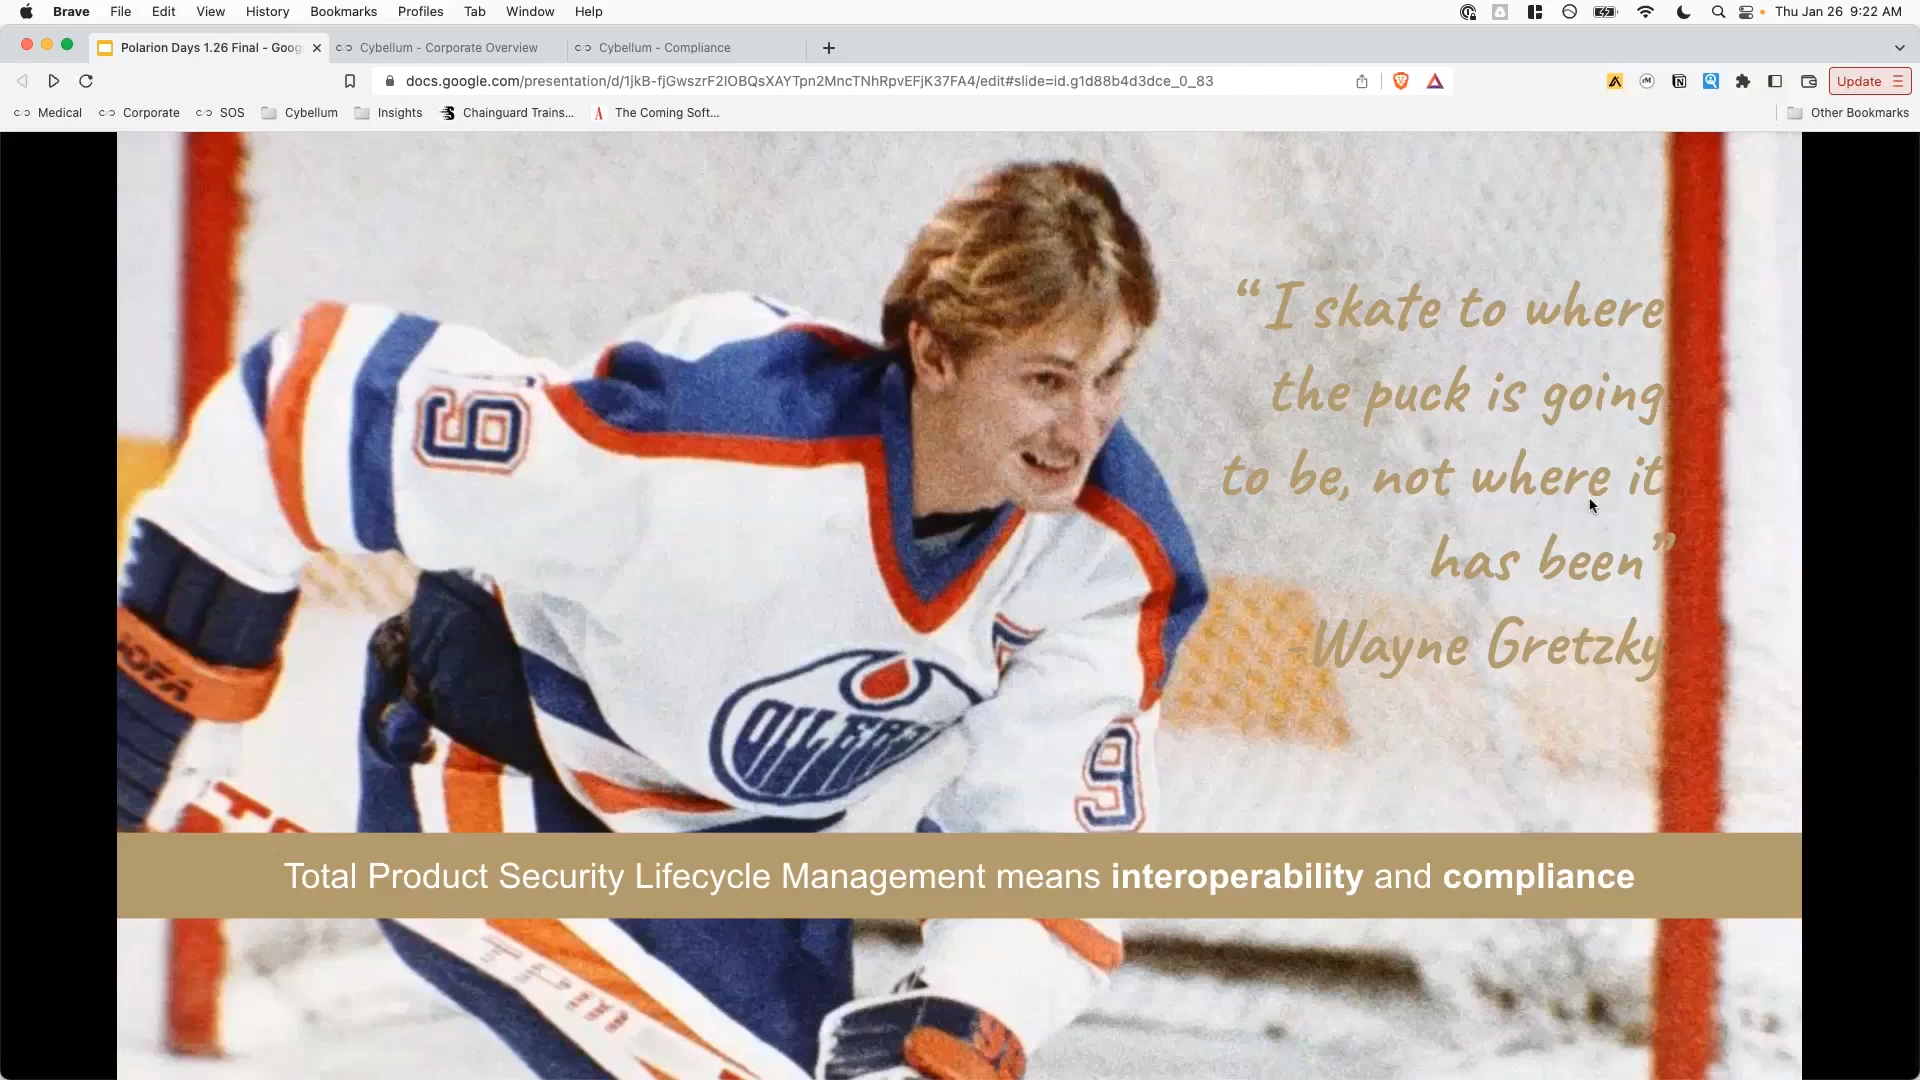 Brave File Edit View History Bookmarks Profiles Tab Window Help Thu Jan 26 9:22 AM
Polarion Days 1.26 Final - Goog Cybellum - Corporate Overview Cybellum - Compliance
docs.google.com/presentation/d/1jkB-fjGwszrF2IOBQsXAYTpn2MncTNhRpvEFjK37FA4/edit#slide=id.g1d88b4d3dce_0_83 Update
Medical Corporate SOS Cybellum Insights Chainguard Trains... The Coming Soft... Other Bookmarks
“I skate to where
the puck is going
to be, not where it
has been”
-Wayne Gretzky
99
OILERS
9
Total Product Security Lifecycle Management means interoperability and compliance